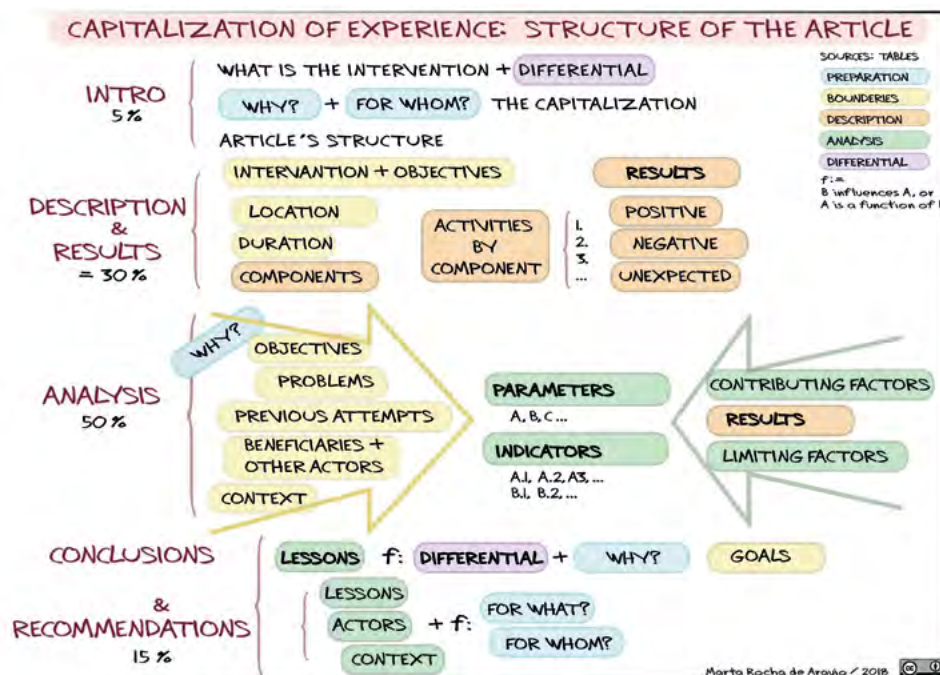 CAPITALIZATION OF EXPERIENCE: STRUCTURE OF THE ARTICLE
SOURCES: TABLES
PREPARATION
BOUNDERIES
DESCRIPTION
ANALYSIS
DIFFERENTIAL
f:=
B influences A, or
A is a function of
INTRO
5%
WHAT IS THE INTERVENTION + DIFFERENTIAL
WHY? + FOR WHOM? THE CAPITALIZATION
ARTICLE'S STRUCTURE
DESCRIPTION
&
RESULTS
= 30%
INTERVANTION + OBJECTIVES
LOCATION
DURATION
COMPONENTS
ACTIVITIES
BY
COMPONENT
1.
2.
3.
...
RESULTS
POSITIVE
NEGATIVE
UNEXPECTED
ANALYSIS
50%
WHY?
OBJECTIVES
PROBLEMS
PREVIOUS ATTEMPTS
BENEFICIARIES +
OTHER ACTORS
CONTEXT
PARAMETERS
A, B, C ...
INDICATORS
A.1, A.2, A3, ...
B.1, B.2, ...
CONTRIBUTING FACTORS
RESULTS
LIMITING FACTORS
CONCLUSIONS
&
RECOMMENDATIONS
15%
LESSONS f: DIFFERENTIAL + WHY? GOALS
LESSONS
ACTORS
CONTEXT
+ f:
FOR WHAT?
FOR WHOM?
Marta Rocha de Araujo / 2018
cc